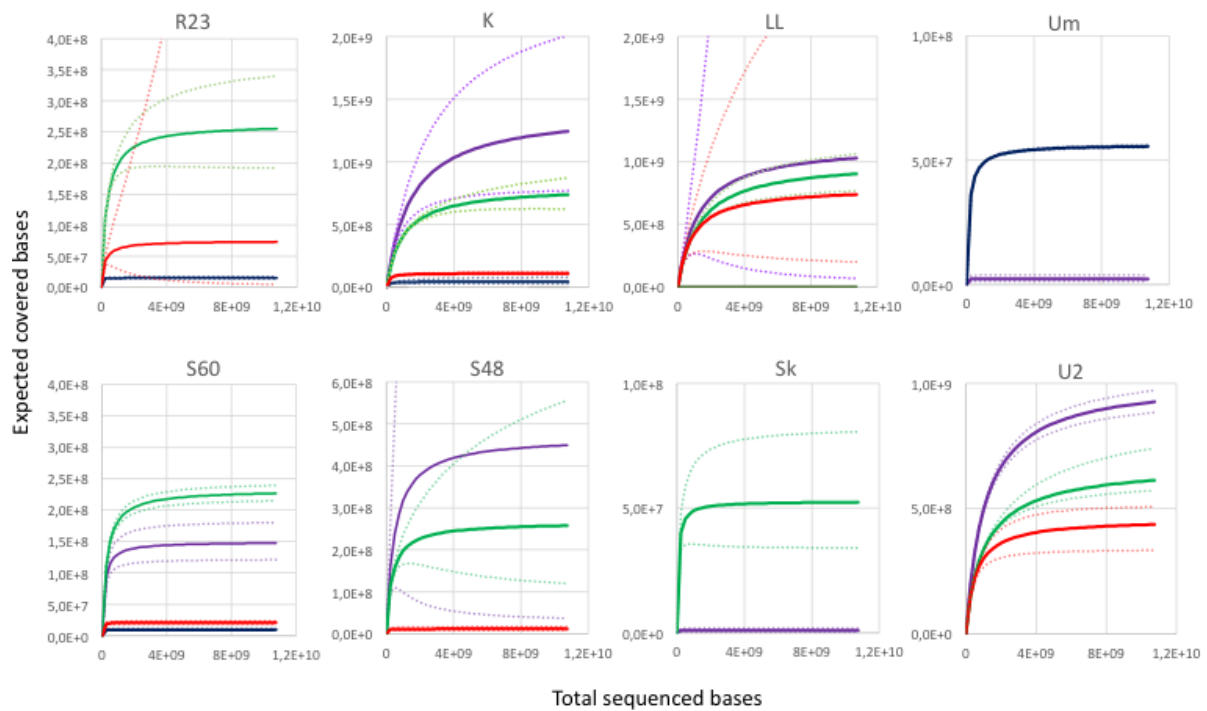 R23
K
LL
Um
4,0E+8
3,5E+8
3,0E+8
2,5E+8
2,0E+8
1,5E+8
1,0E+8
5,0E+7
0,0E+0
0 4E+09 8E+09 1,2E+10
2,0E+9
1,5E+9
1,0E+9
5,0E+8
0,0E+0
0 4E+09 8E+09 1,2E+10
2,0E+9
1,5E+9
1,0E+9
5,0E+8
0,0E+0
0 4E+09 8E+09 1,2E+10
1,0E+8
5,0E+7
0,0E+0
0 4E+09 8E+09 1,2E+10
Expected covered bases
S60
S48
Sk
U2
4,0E+8
3,5E+8
3,0E+8
2,5E+8
2,0E+8
1,5E+8
1,0E+8
5,0E+7
0,0E+0
0 4E+09 8E+09 1,2E+10
6,0E+8
5,0E+8
4,0E+8
3,0E+8
2,0E+8
1,0E+8
0,0E+0
0 4E+09 8E+09 1,2E+10
1,0E+8
5,0E+7
0,0E+0
0 4E+09 8E+09 1,2E+10
1,0E+9
5,0E+8
0,0E+0
0 4E+09 8E+09 1,2E+10
Total sequenced bases